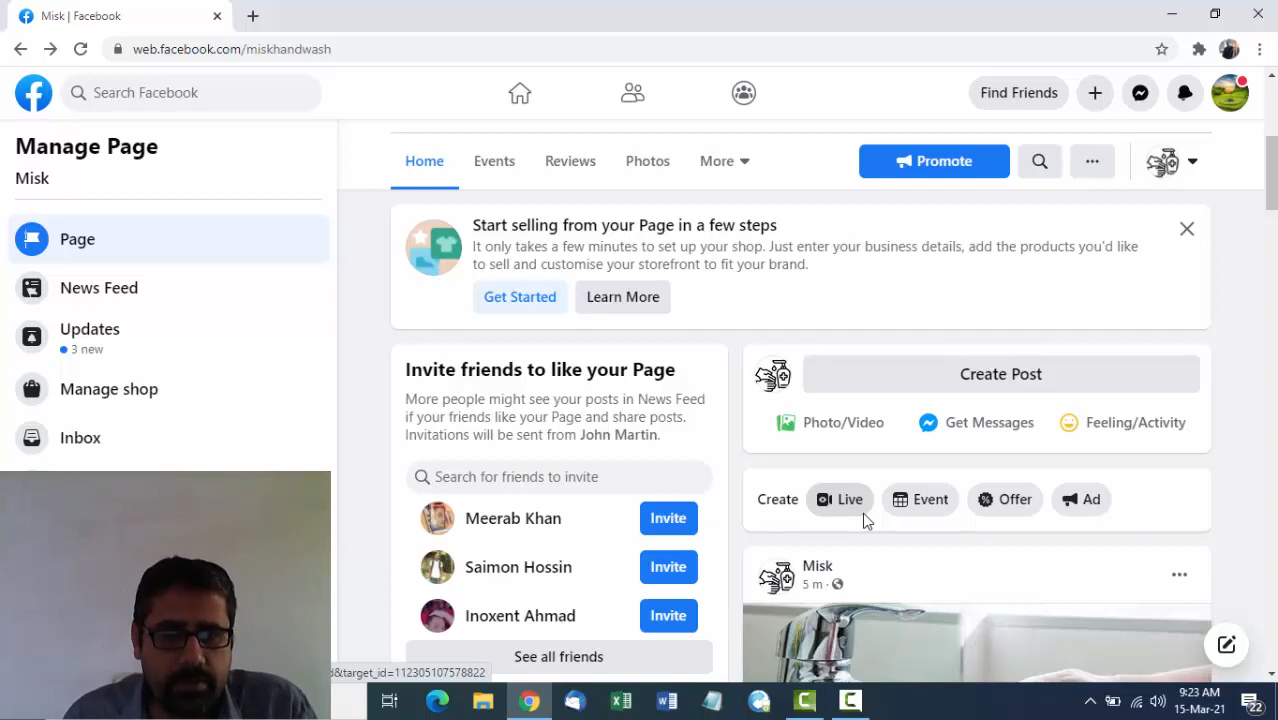 Misk | Facebook
web.facebook.com/miskhandwash
Search Facebook
Find Friends
Manage Page
Misk
Page
News Feed
Updates
3 new
Manage shop
Inbox
Home Events Reviews Photos More
Promote
Start selling from your Page in a few steps
It only takes a few minutes to set up your shop. Just enter your business details, add the products you'd like
to sell and customise your storefront to fit your brand.
Get Started Learn More
Invite friends to like your Page
More people might see your posts in News Feed
if your friends like your Page and share posts.
Invitations will be sent from John Martin.
Search for friends to invite
Meerab Khan Invite
Saimon Hossin Invite
Inoxent Ahmad Invite
See all friends
Create Post
Photo/Video Get Messages Feeling/Activity
Create Live Event Offer Ad
Misk
5 m
d&target_id=112305107578822
9:23 AM
15-Mar-21
22